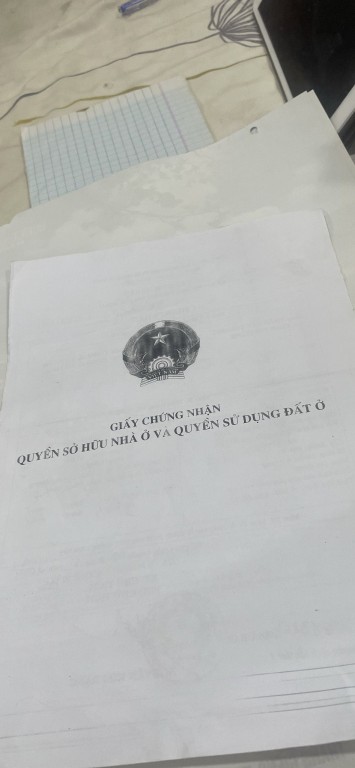 GIẤY CHỨNG NHẬN
QUYỀN SỞ HỮU NHÀ Ở VÀ QUYỀN SỬ DỤNG ĐẤT Ở